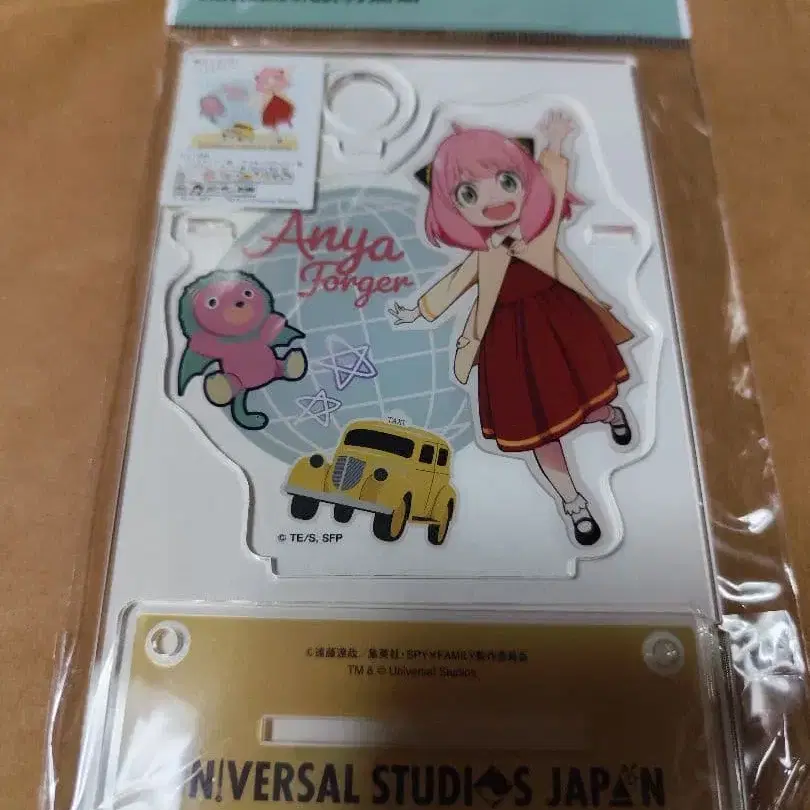 Anya
Forger
TAXI
© TE/S, SFP
©遠藤達哉／集英社・SPY×FAMILY製作委員会
TM & © Universal Studios
N!VERSAL STUDIOS JAPAN